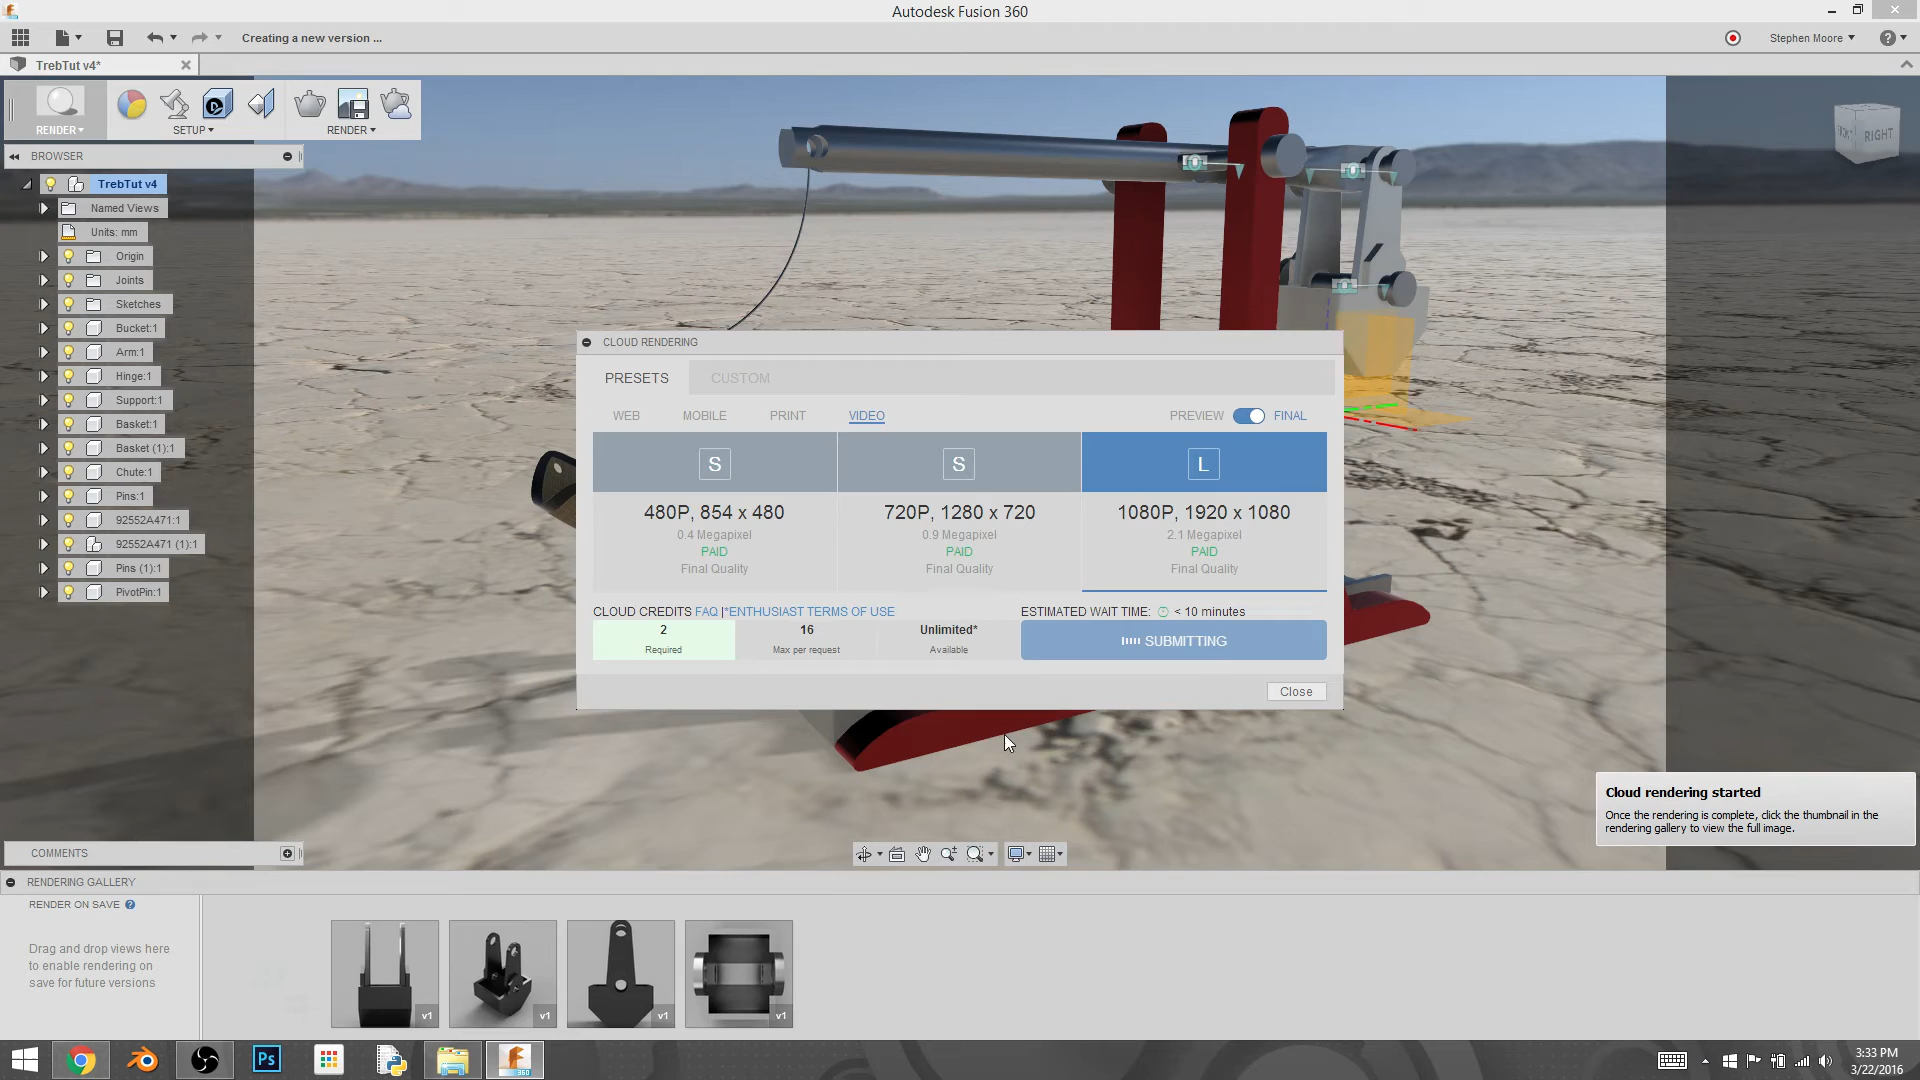 Autodesk Fusion 360
Creating a new version ...
Stephen Moore
TrebTut v4*
RENDER
SETUP
RENDER
RIGHT
BROWSER
TrebTut v4
Named Views
Units: mm
Origin
Joints
Sketches
Bucket:1
Arm:1
Hinge:1
Support:1
Basket:1
Basket (1):1
Chute:1
Pins:1
92552A471:1
92552A471 (1):1
Pins (1):1
PivotPin:1
CLOUD RENDERING
PRESETS
CUSTOM
WEB
MOBILE
PRINT
VIDEO
PREVIEW
FINAL
S
S
L
480P, 854 x 480
720P, 1280 x 720
1080P, 1920 x 1080
0.4 Megapixel
0.9 Megapixel
2.1 Megapixel
PAID
PAID
PAID
Final Quality
Final Quality
Final Quality
CLOUD CREDITS FAQ |*ENTHUSIAST TERMS OF USE
ESTIMATED WAIT TIME: < 10 minutes
2
16
Unlimited*
Required
Max per request
Available
SUBMITTING
Close
Cloud rendering started
Once the rendering is complete, click the thumbnail in the
rendering gallery to view the full image.
COMMENTS
RENDERING GALLERY
RENDER ON SAVE
Drag and drop views here
to enable rendering on
save for future versions
v1
v1
v1
v1
Ps
360
3:33 PM
3/22/2016